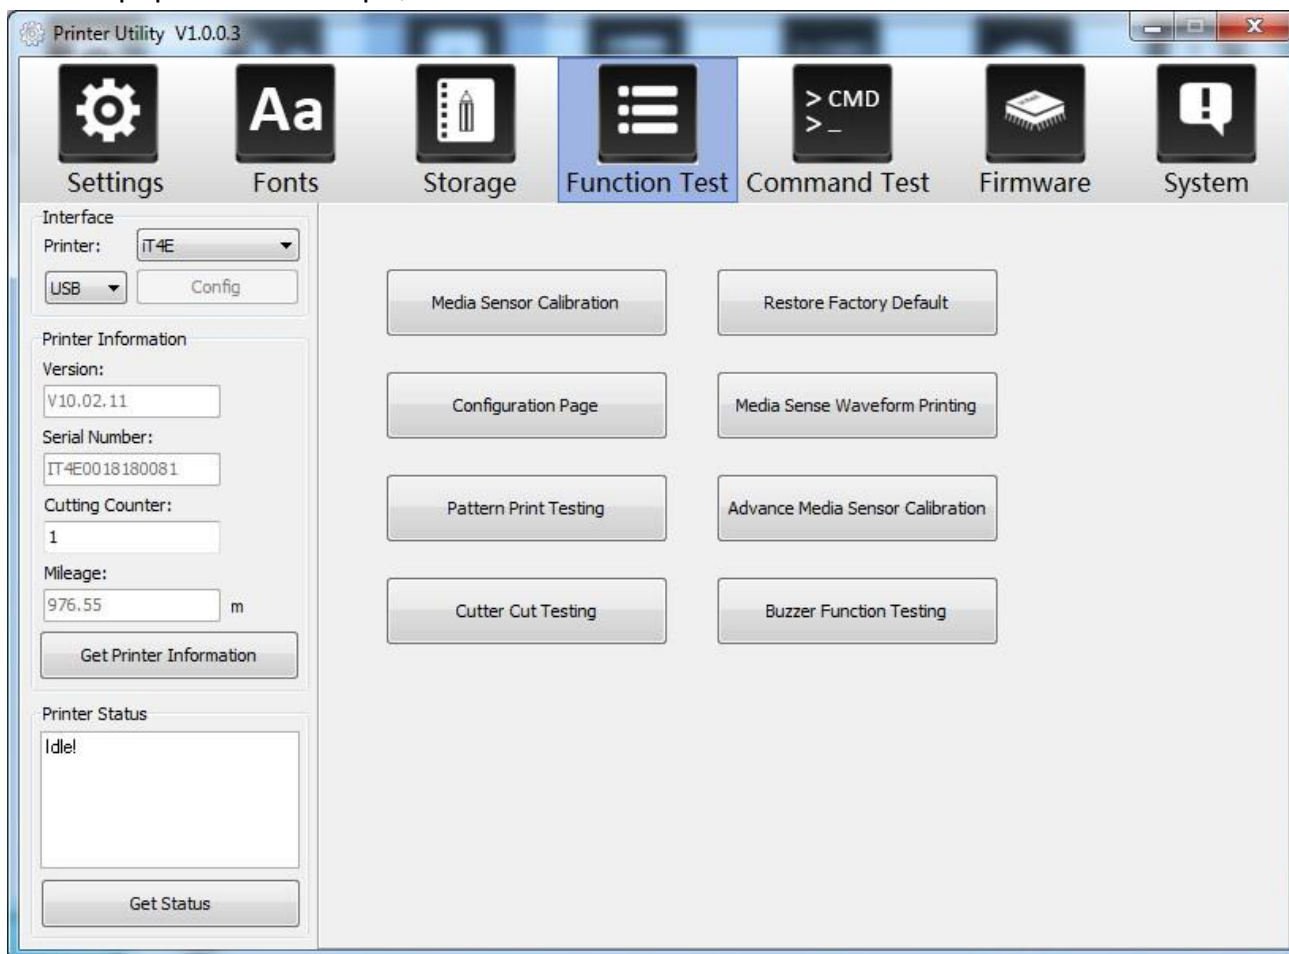 Printer Utility V1.0.0.3
Aa
> CMD
>_
Settings
Fonts
Storage
Function Test
Command Test
Firmware
System
Interface
Printer: iT4E
USB Config
Printer Information
Version:
V10.02.11
Serial Number:
IT4E0018180081
Cutting Counter:
1
Mileage:
976.55 m
Get Printer Information
Printer Status
Idle!
Get Status
Media Sensor Calibration
Restore Factory Default
Configuration Page
Media Sense Waveform Printing
Pattern Print Testing
Advance Media Sensor Calibration
Cutter Cut Testing
Buzzer Function Testing